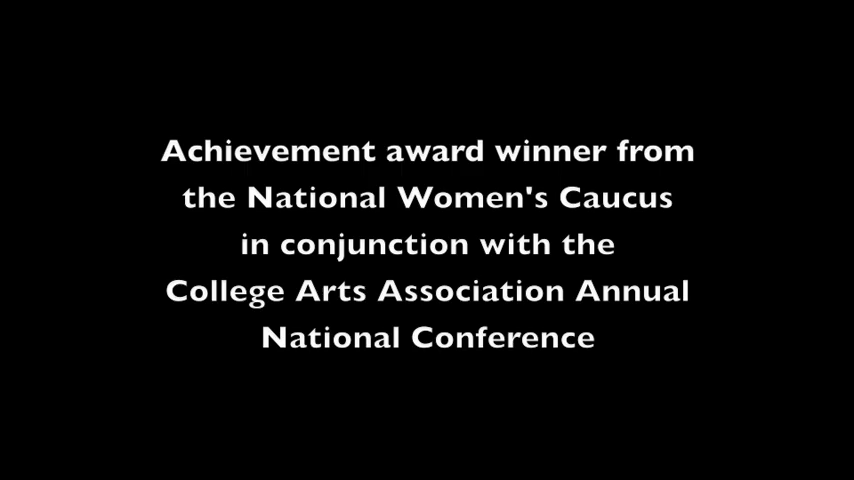 Achievement award winner from
the National Women's Caucus
in conjunction with the
College Arts Association Annual
National Conference